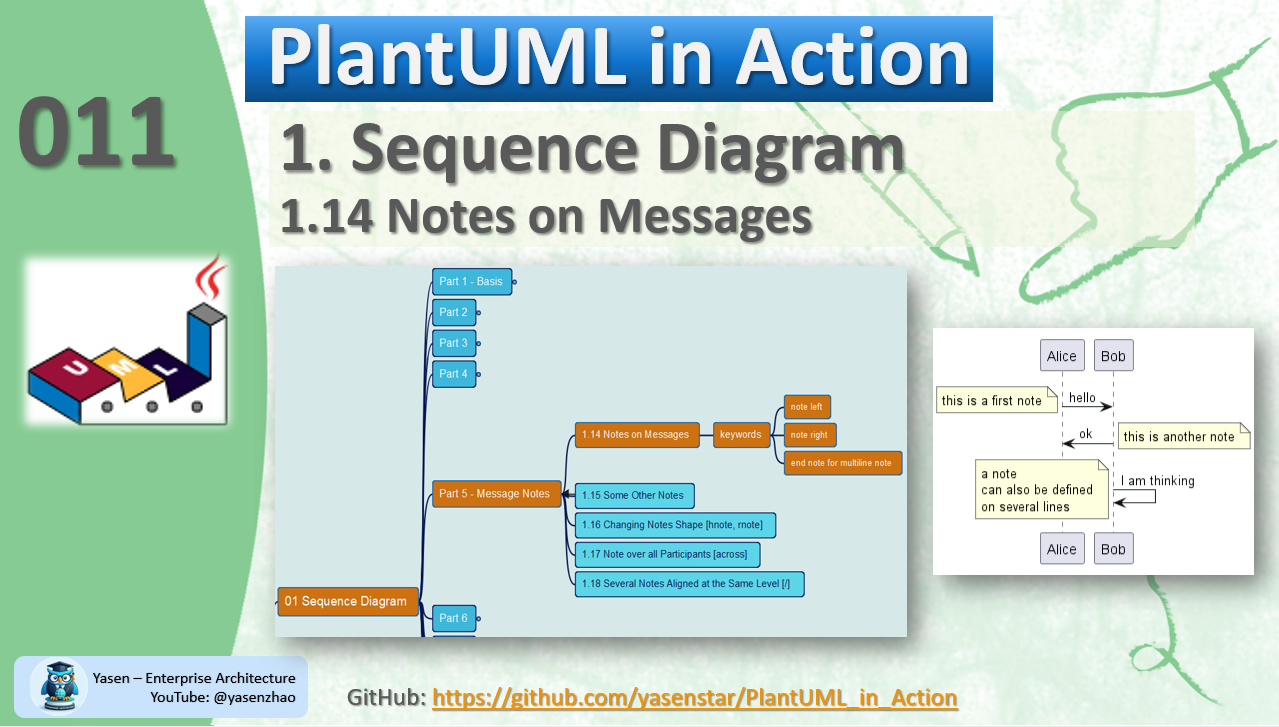 PlantUML in Action
011
1. Sequence Diagram
1.14 Notes on Messages
UML
Part 1 - Basis
Part 2
Part 3
Part 4
note left
1.14 Notes on Messages
keywords
note right
end note for multiline note
Part 5 - Message Notes
1.15 Some Other Notes
1.16 Changing Notes Shape [hnote, rnote]
1.17 Note over all Participants [across]
1.18 Several Notes Aligned at the Same Level [/]
01 Sequence Diagram
Part 6
Alice Bob
this is a first note hello
ok this is another note
a note
can also be defined
on several lines
I am thinking
Alice Bob
Yasen – Enterprise Architecture
YouTube: @yasenzhao
GitHub: https://github.com/yasenstar/PlantUML_in_Action